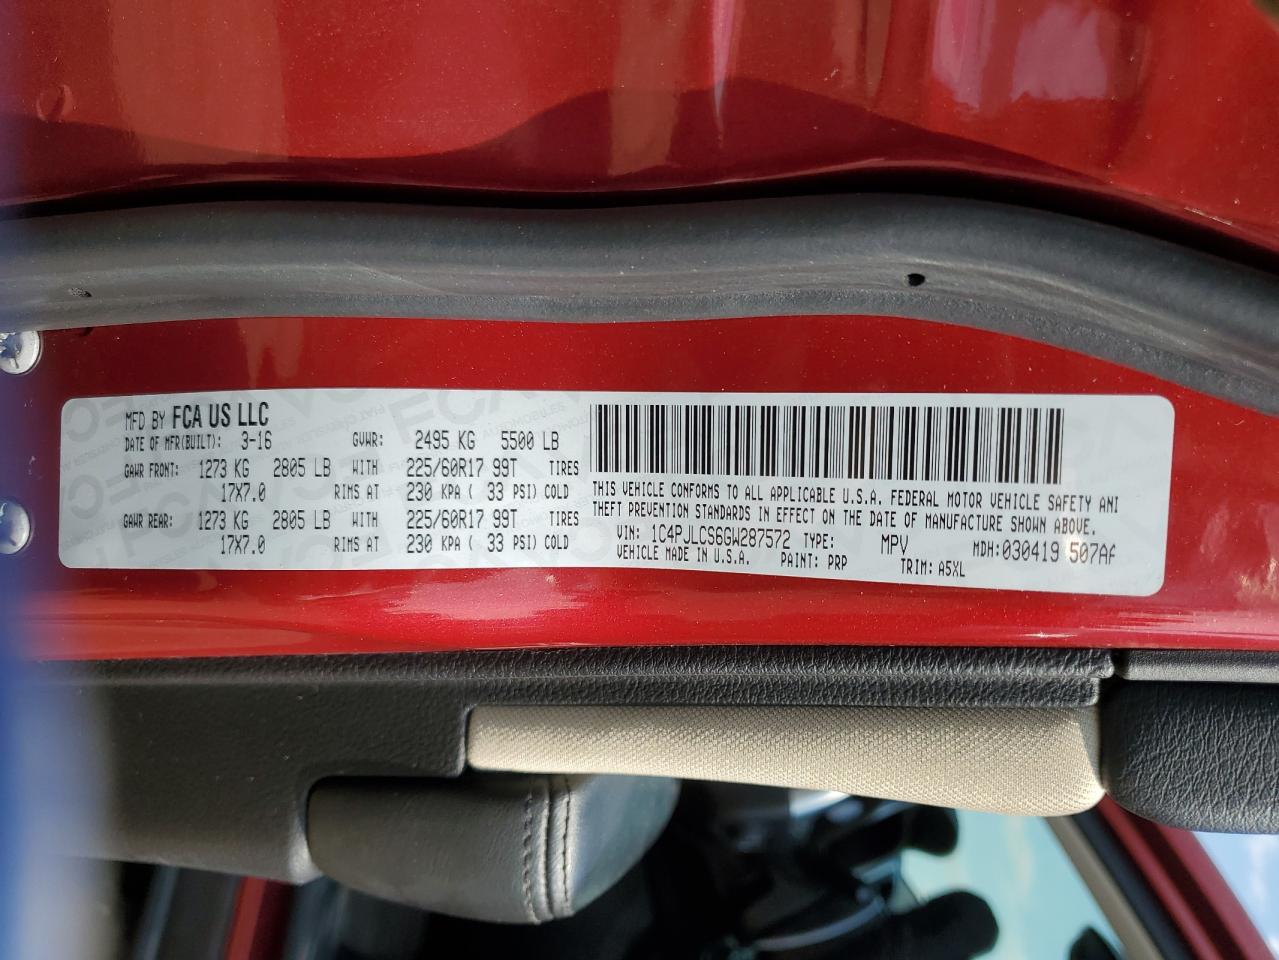 MFD BY FCA US LLC
DATE OF MFR(BUILT): 3-16 GVWR: 2495 KG 5500 LB
GAWR FRONT: 1273 KG 2805 LB WITH 225/60R17 99T TIRES
17X7.0 RIMS AT 230 KPA ( 33 PSI) COLD
GAWR REAR: 1273 KG 2805 LB WITH 225/60R17 99T TIRES
17X7.0 RIMS AT 230 KPA ( 33 PSI) COLD
THIS VEHICLE CONFORMS TO ALL APPLICABLE U.S.A. FEDERAL MOTOR VEHICLE SAFETY ANI
THEFT PREVENTION STANDARDS IN EFFECT ON THE DATE OF MANUFACTURE SHOWN ABOVE.
VIN: 1C4PJLCS6GW287572 TYPE: MPV MDH:030419 507AF
VEHICLE MADE IN U.S.A. PAINT: PRP TRIM: A5XL